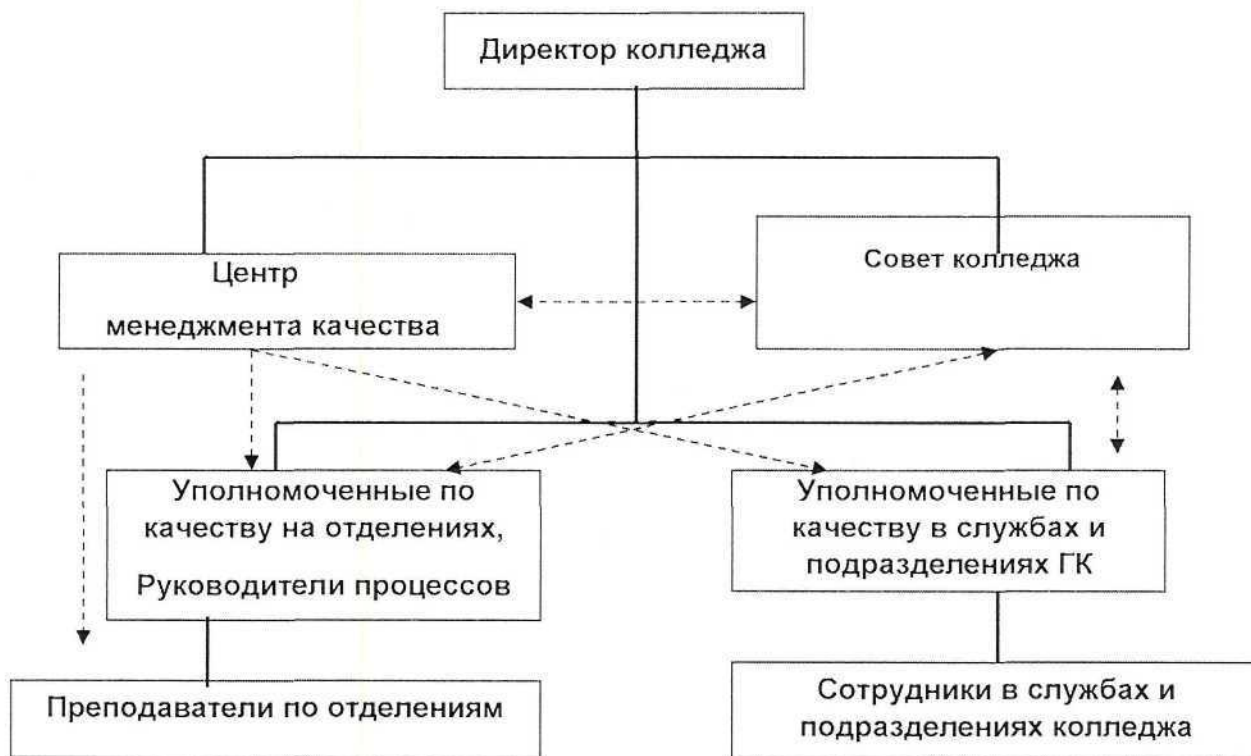 Директор колледжа
Центр
менеджмента качества
Совет колледжа
Уполномоченные по
качеству на отделениях,
Руководители процессов
Уполномоченные по
качеству в службах и
подразделениях ГК
Преподаватели по отделениям
Сотрудники в службах и
подразделениях колледжа